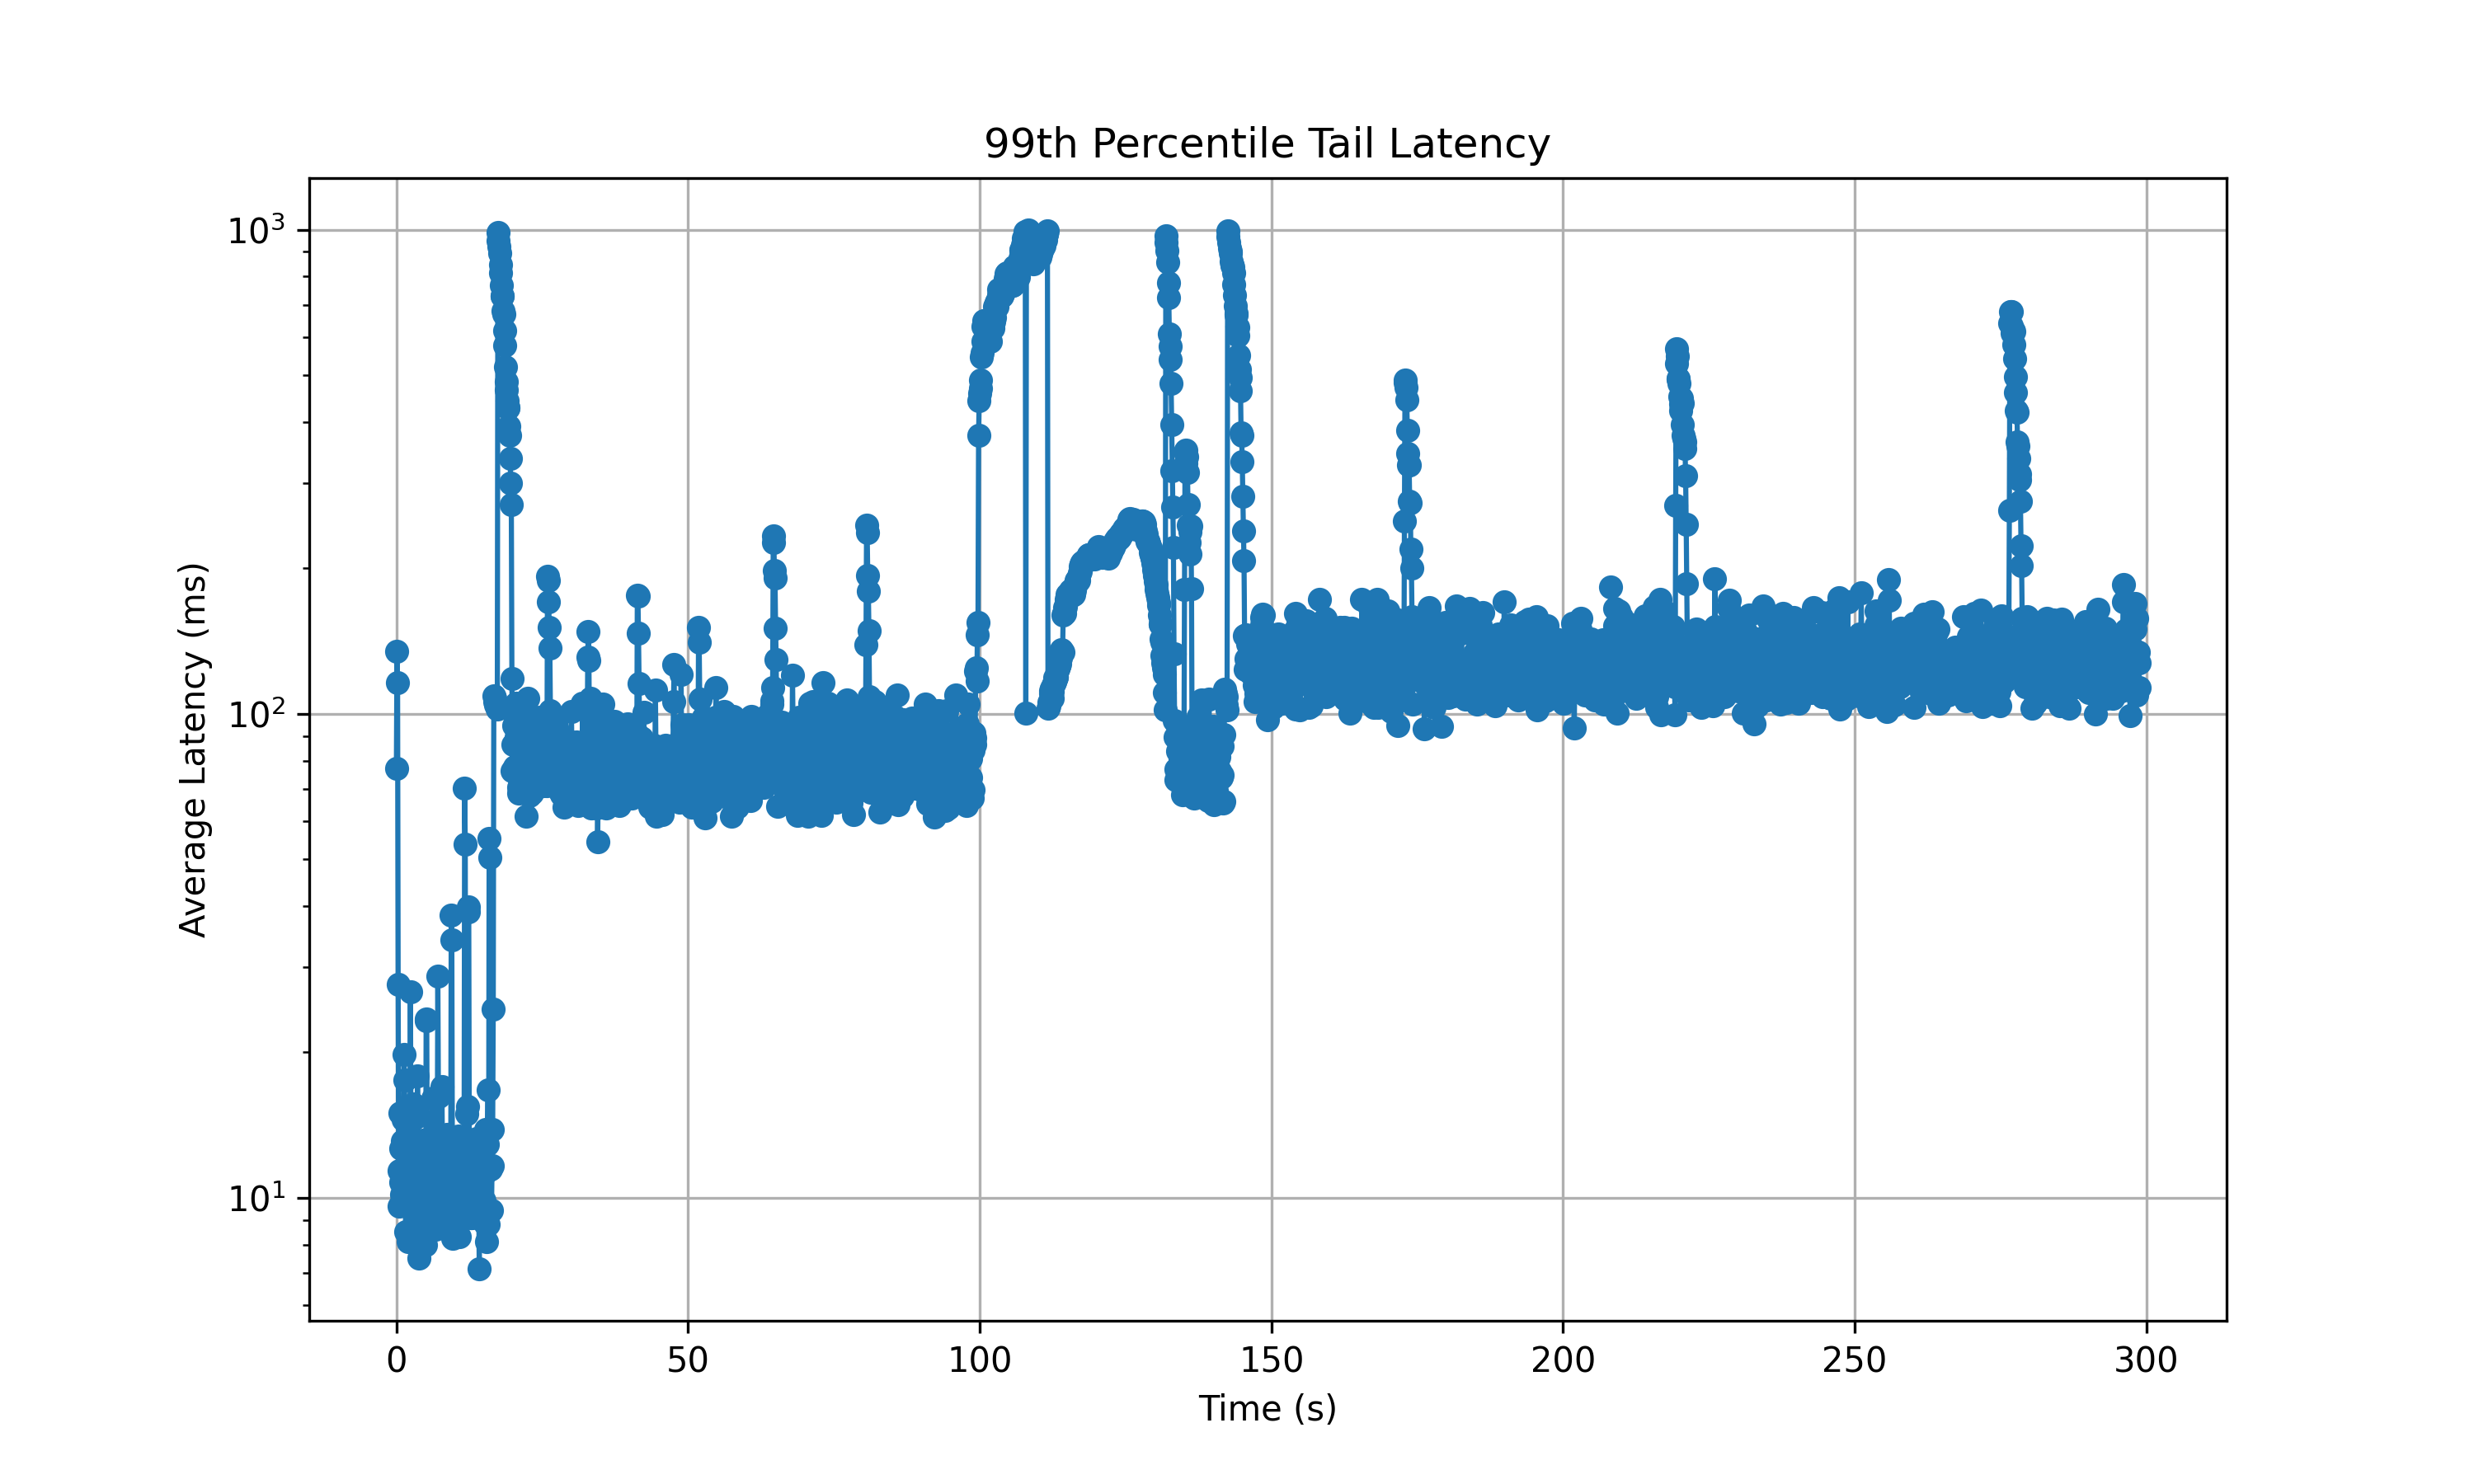 99th Percentile Tail Latency
Average Latency (ms)
10³
10²
10¹
0 50 100 150 200 250 300
Time (s)